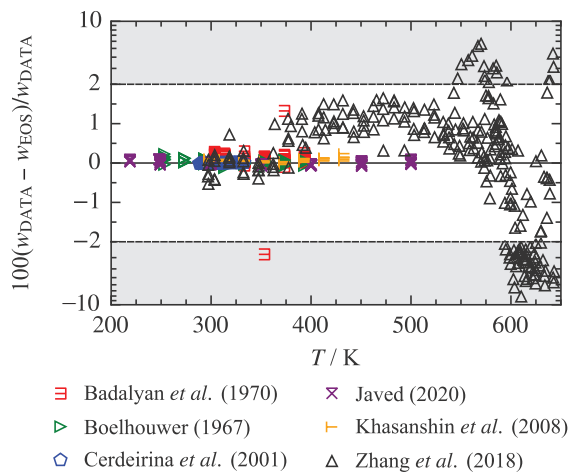 100(wDATA − wEOS)/wDATA
10
2
1
0
-1
-2
-10
200 300 400 500 600
T / K
Badalyan et al. (1970) Javed (2020)
Boelhouwer (1967) Khasanshin et al. (2008)
Cerdeirina et al. (2001) Zhang et al. (2018)